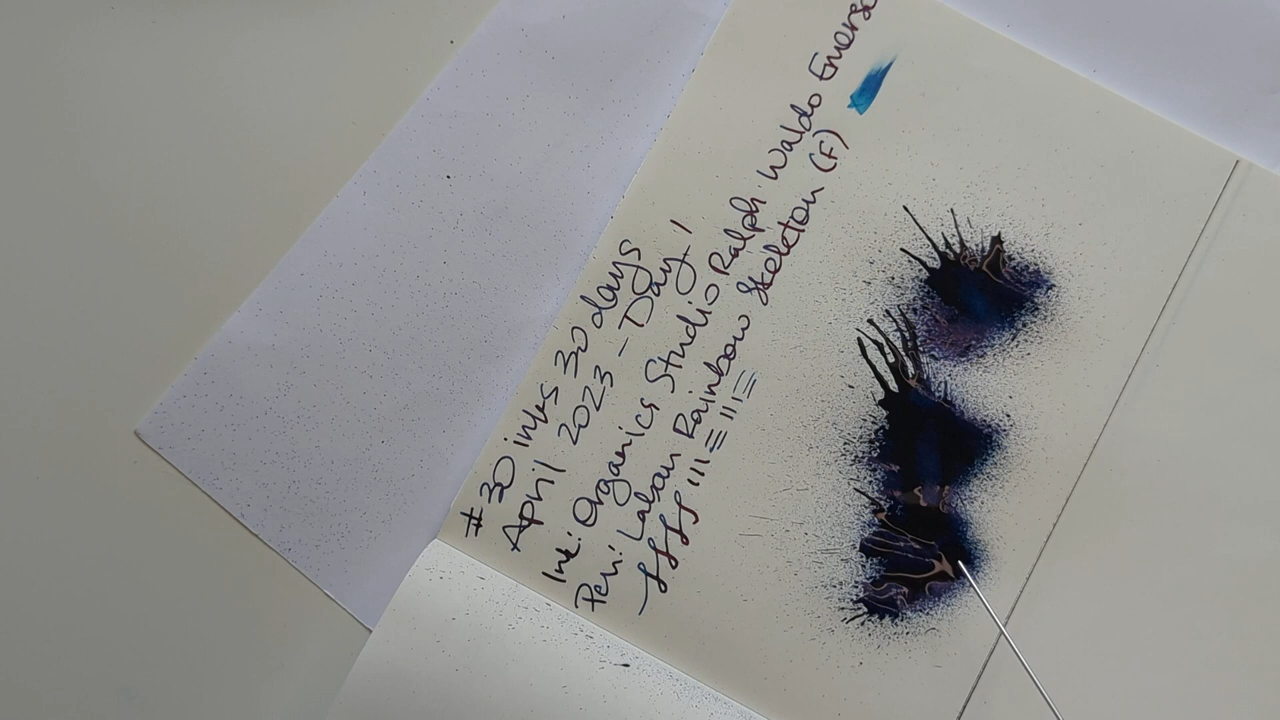 # 30 inks 30 days
April 2023 - Day 1
Ink: Organics Studio Ralph Waldo Emerso
Pen: Laban Rainbow Skeleton (F)